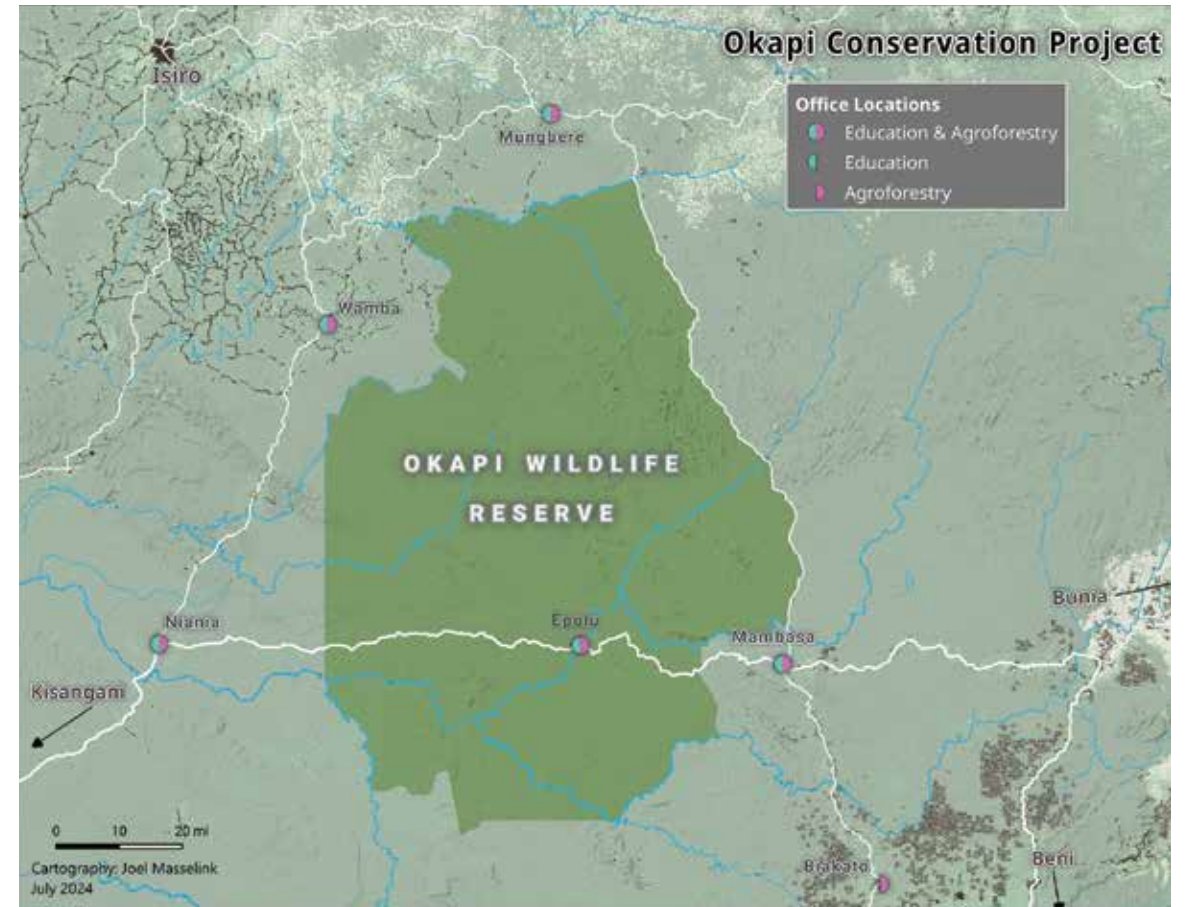 Okapi Conservation Project
Isiro
Mungbere
Office Locations
Education & Agroforestry
Education
Agroforestry
Wamba
OKAPI WILDLIFE
RESERVE
Niania
Epulu
Mambasa
Bunia
Kisangani
0 10 20 mi
Cartography: Joel Masselink
July 2024
Biakato
Beni